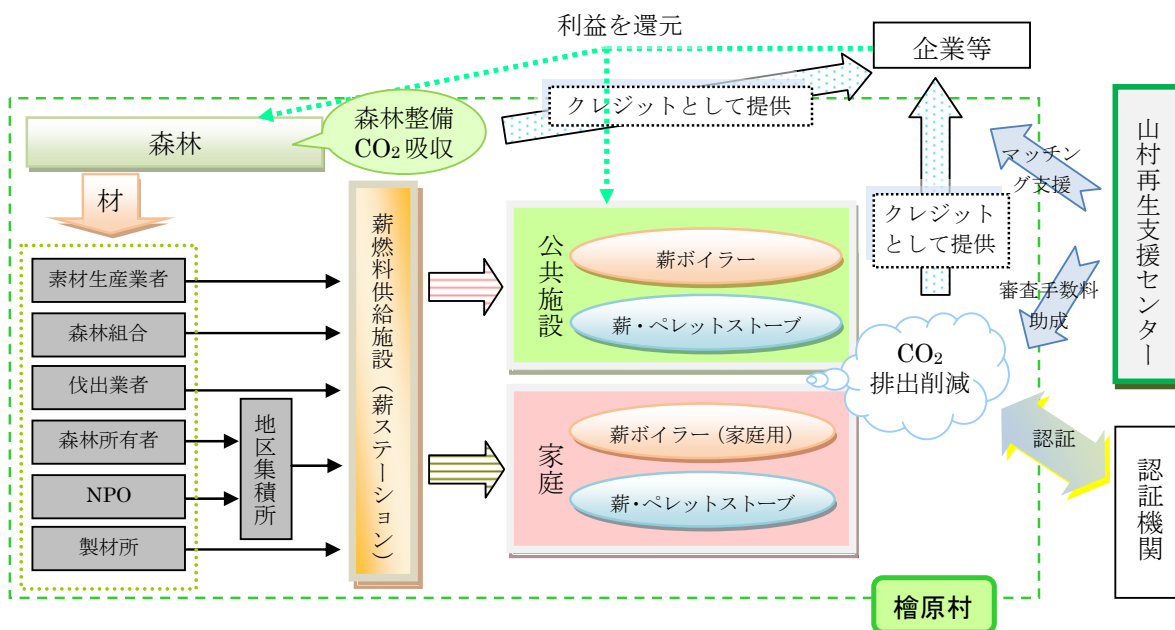 利益を還元
企業等
クレジットとして提供
森林
森林整備
CO2吸収
材
素材生産業者
森林組合
伐出業者
森林所有者
NPO
製材所
地区集積所
薪燃料供給施設（薪ステーション）
公共施設
薪ボイラー
薪・ペレットストーブ
家庭
薪ボイラー（家庭用）
薪・ペレットストーブ
クレジット
として提供
CO2
排出削減
マッチン
グ支援
審査手数料
助成
山村再生支援センター
認証
認証機関
檜原村